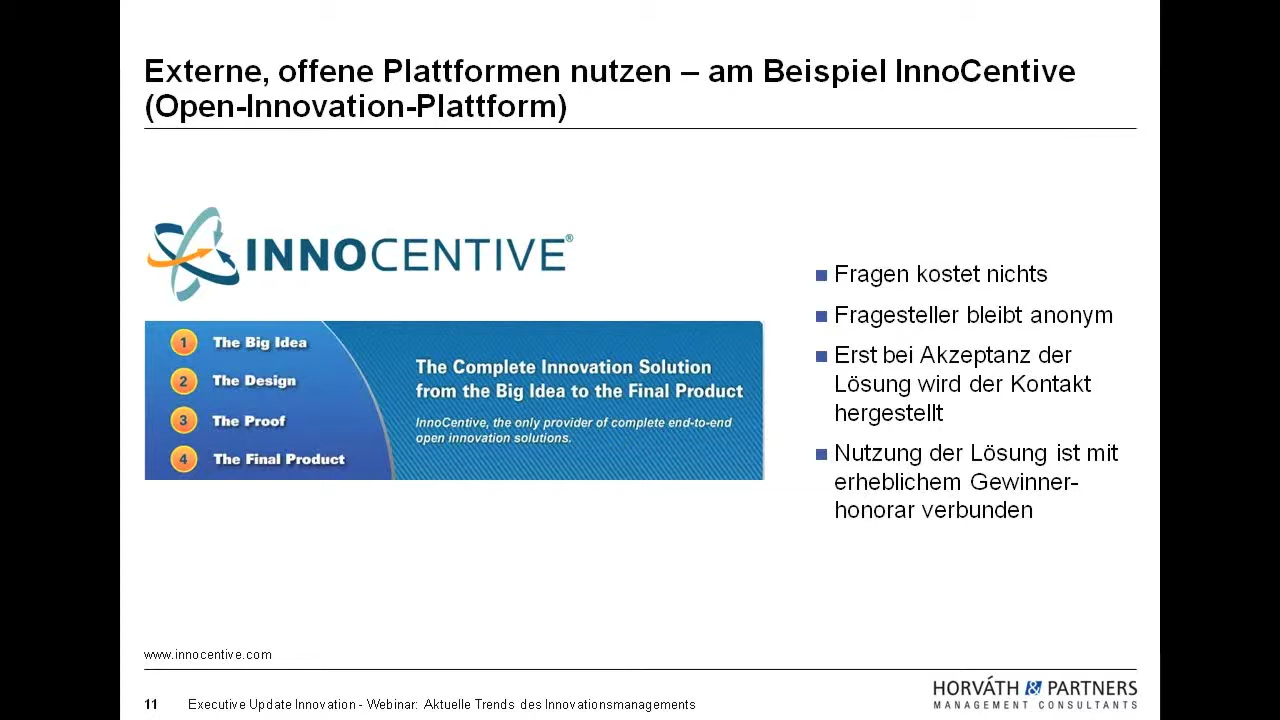 Externe, offene Plattformen nutzen – am Beispiel InnoCentive
(Open-Innovation-Plattform)
INNOCENTIVE®
1 The Big Idea
2 The Design
3 The Proof
4 The Final Product
The Complete Innovation Solution
from the Big Idea to the Final Product
InnoCentive, the only provider of complete end-to-end
open innovation solutions.
Fragen kostet nichts
Fragesteller bleibt anonym
Erst bei Akzeptanz der
Lösung wird der Kontakt
hergestellt
Nutzung der Lösung ist mit
erheblichem Gewinner-
honorar verbunden
www.innocentive.com
11 Executive Update Innovation - Webinar: Aktuelle Trends des Innovationsmanagements
HORVÁTH & PARTNERS
MANAGEMENT CONSULTANTS